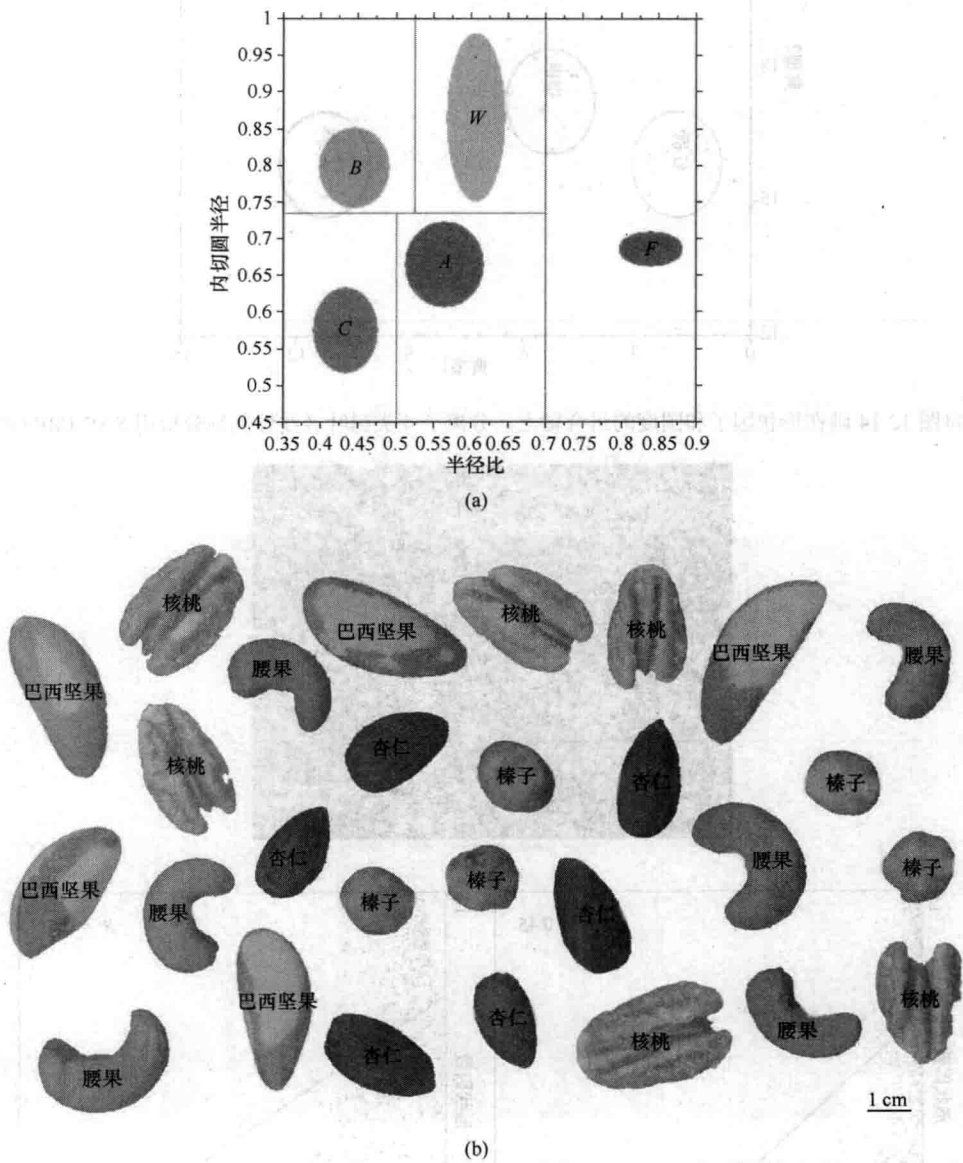 1
0.95
0.9
0.85
0.8
0.75
0.7
0.65
0.6
0.55
0.5
0.45
内切圆半径
W
B
A
F
C
0.35 0.4 0.45 0.5 0.55 0.6 0.65 0.7 0.75 0.8 0.85 0.9
半径比
(a)
核桃
巴西坚果
核桃
核桃
巴西坚果
腰果
巴西坚果
腰果
核桃
杏仁
榛子
杏仁
榛子
巴西坚果
腰果
杏仁
榛子
榛子
杏仁
腰果
榛子
腰果
巴西坚果
杏仁
杏仁
核桃
腰果
核桃
1 cm
(b)